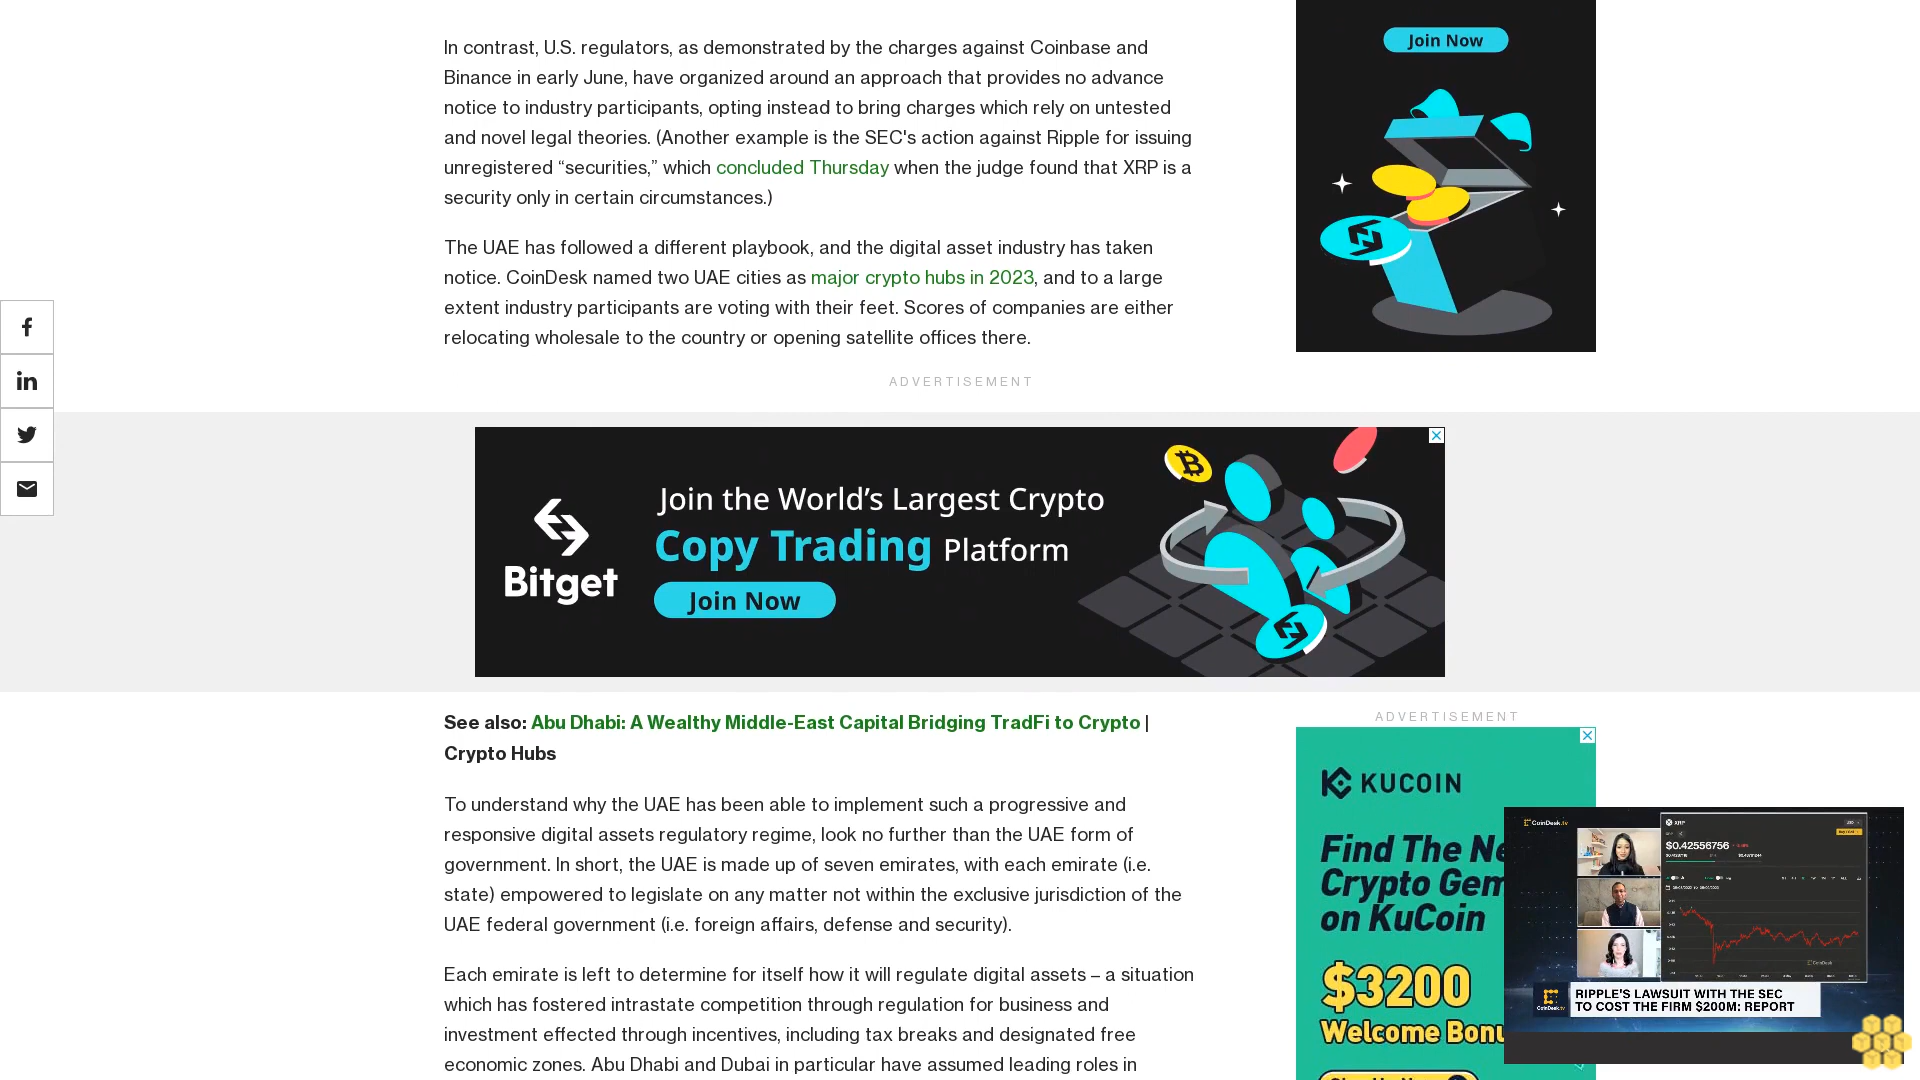 In contrast, U.S. regulators, as demonstrated by the charges against Coinbase and
Binance in early June, have organized around an approach that provides no advance
notice to industry participants, opting instead to bring charges which rely on untested
and novel legal theories. (Another example is the SEC's action against Ripple for issuing
unregistered “securities,” which concluded Thursday when the judge found that XRP is a
security only in certain circumstances.)
Join Now
The UAE has followed a different playbook, and the digital asset industry has taken
notice. CoinDesk named two UAE cities as major crypto hubs in 2023, and to a large
extent industry participants are voting with their feet. Scores of companies are either
relocating wholesale to the country or opening satellite offices there.
ADVERTISEMENT
Bitget
Join the World’s Largest Crypto
Copy Trading Platform
Join Now
See also: Abu Dhabi: A Wealthy Middle-East Capital Bridging TradFi to Crypto |
Crypto Hubs
To understand why the UAE has been able to implement such a progressive and
responsive digital assets regulatory regime, look no further than the UAE form of
government. In short, the UAE is made up of seven emirates, with each emirate (i.e.
state) empowered to legislate on any matter not within the exclusive jurisdiction of the
UAE federal government (i.e. foreign affairs, defense and security).
Each emirate is left to determine for itself how it will regulate digital assets – a situation
which has fostered intrastate competition through regulation for business and
investment effected through incentives, including tax breaks and designated free
economic zones. Abu Dhabi and Dubai in particular have assumed leading roles in
ADVERTISEMENT
KUCOIN
Find The Ne
Crypto Gem
on KuCoin
$3200
Welcome Bonu
CoinDesk.tv
XRP
$0.42556756
CoinDesk
CoinDesk.tv
RIPPLE'S LAWSUIT WITH THE SEC
TO COST THE FIRM $200M: REPORT